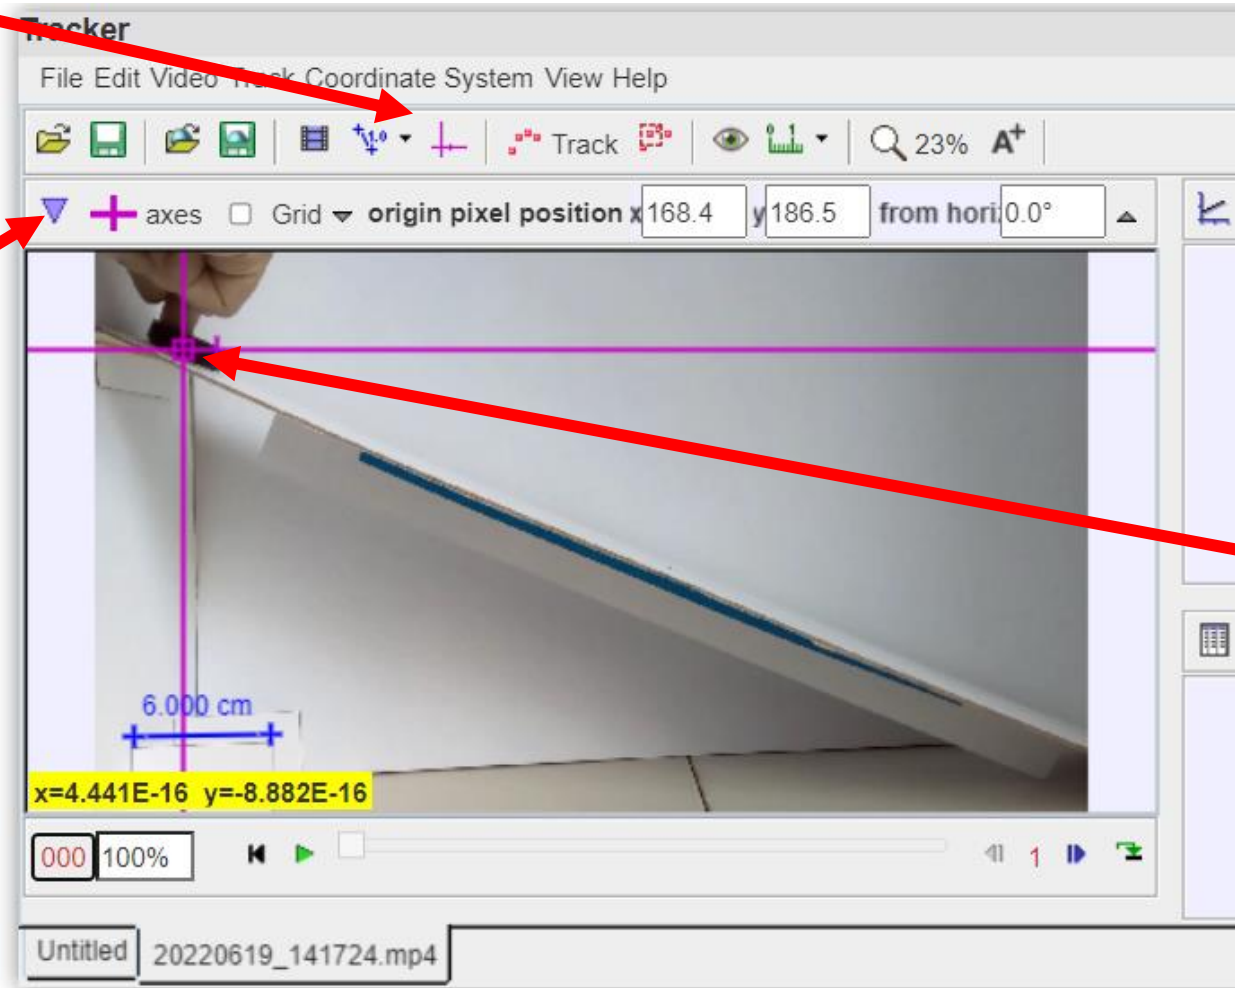 Tracker
File Edit Video Track Coordinate System View Help
1.0 Track 23% A+
axes Grid origin pixel position x 168.4 y 186.5 from hori: 0.0°
6.000 cm
x=4.441E-16 y=-8.882E-16
000 100% 1
Untitled 20220619_141724.mp4